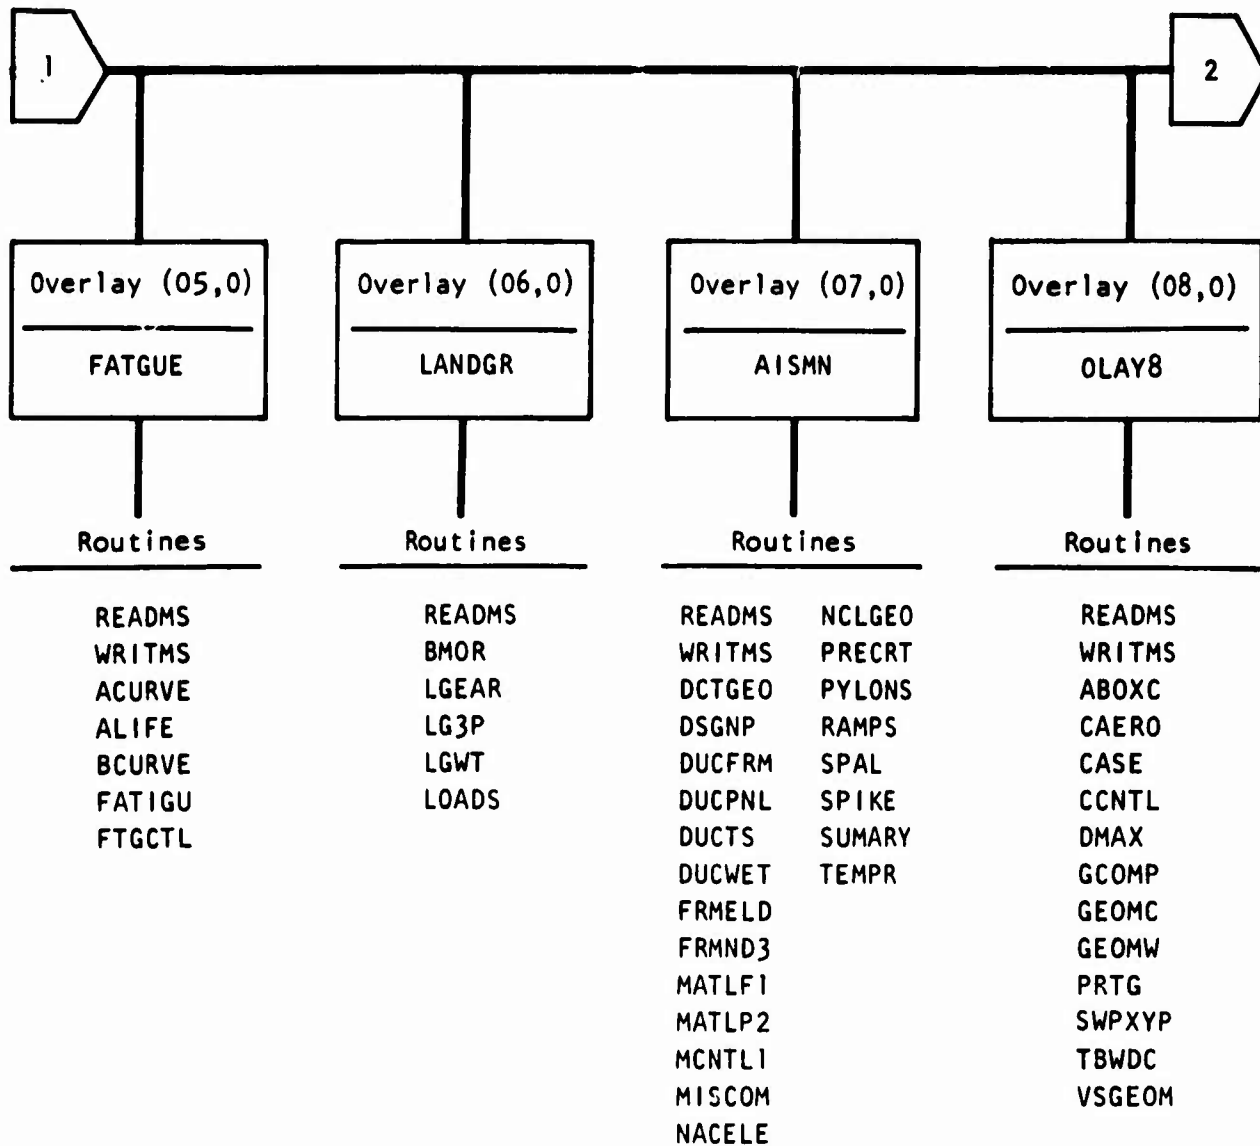 1
2
Overlay (05,0)
FATGUE
Overlay (06,0)
LANDGR
Overlay (07,0)
AISMN
Overlay (08,0)
OLAY8
Routines
READMS
WRITMS
ACURVE
ALIFE
BCURVE
FATIGU
FTGCTL
Routines
READMS
BMOR
LGEAR
LG3P
LGWT
LOADS
Routines
READMS NCLGEO
WRITMS PRECRT
DCTGEO PYLONS
DSGNP RAMPS
DUCFRM SPAL
DUCPNL SPIKE
DUCTS SUMARY
DUCWET TEMPR
FRMELD
FRMND3
MATLF1
MATLP2
MCNTL1
MISCOM
NACELE
Routines
READMS
WRITMS
ABOXC
CAERO
CASE
CCNTL
DMAX
GCOMP
GEOMC
GEOMW
PRTG
SWPXYP
TBWDC
VSGEOM